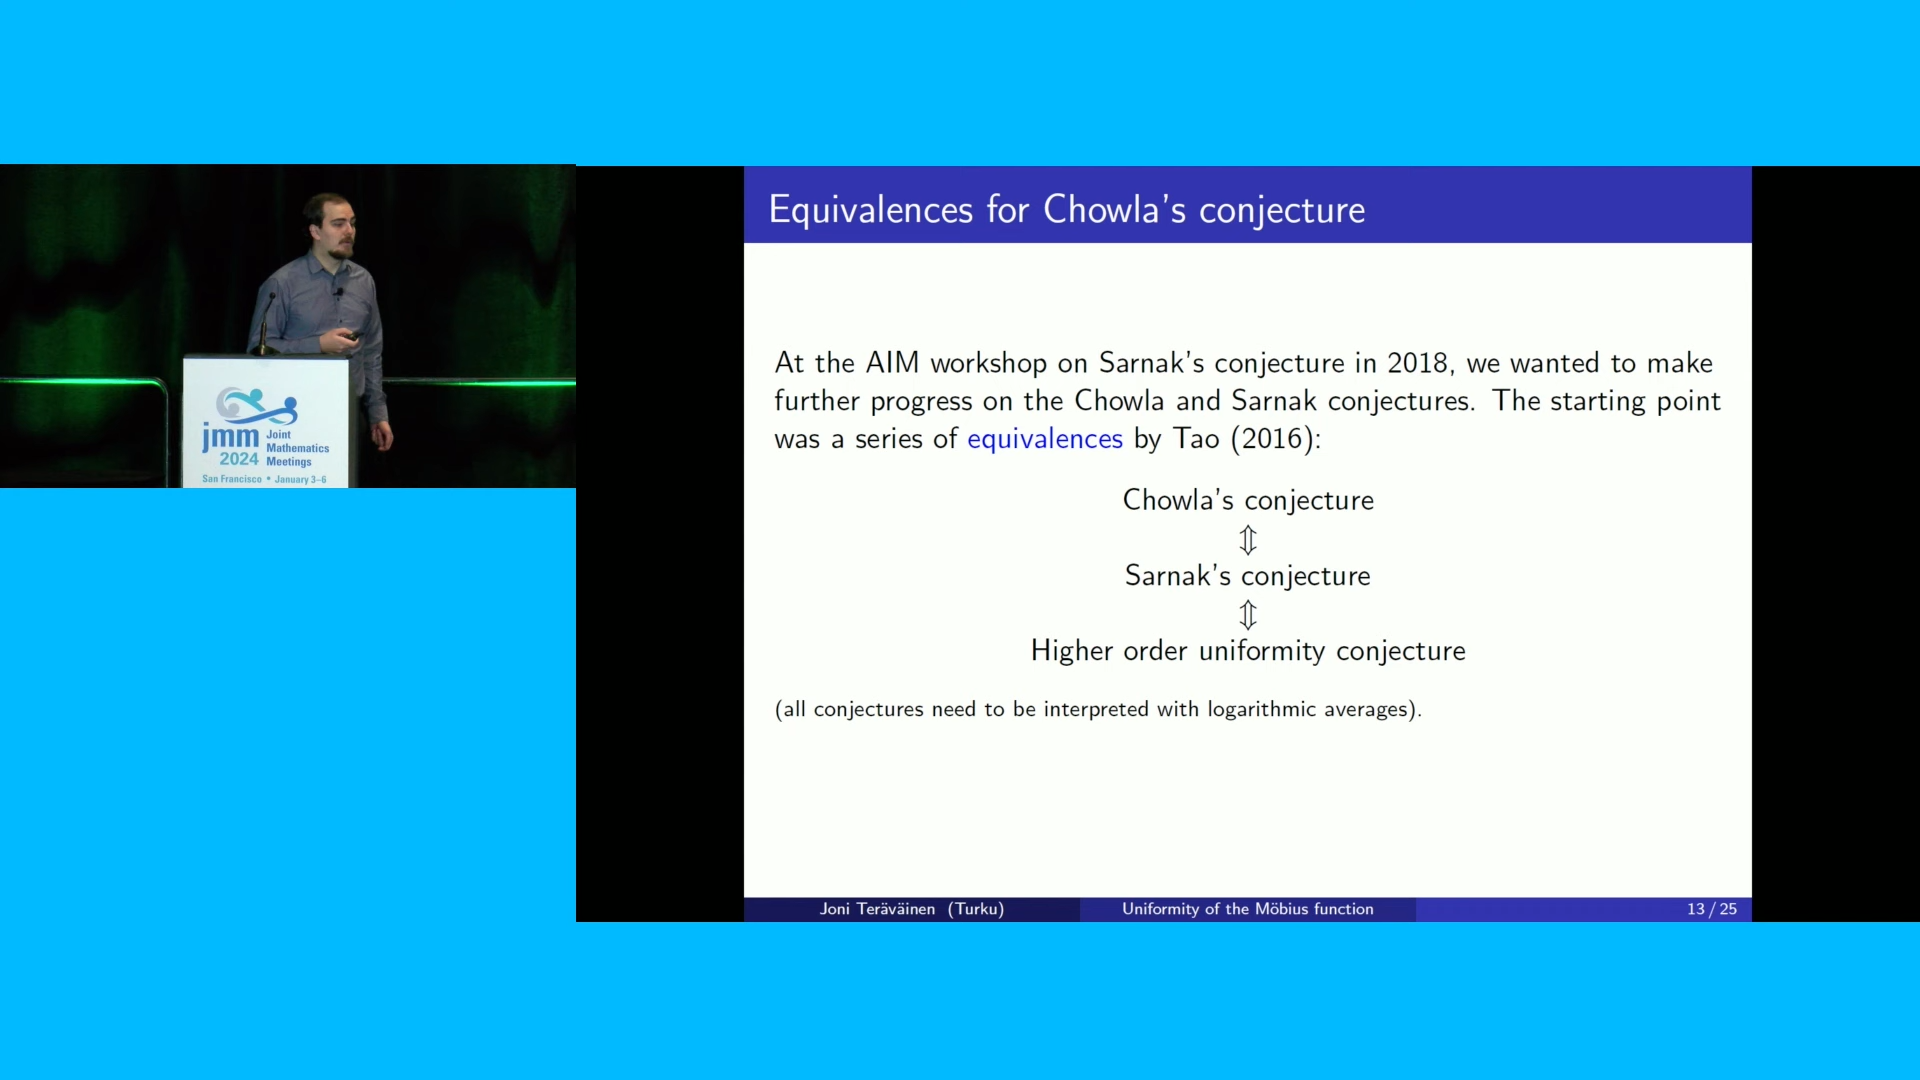 Equivalences for Chowla's conjecture
At the AIM workshop on Sarnak's conjecture in 2018, we wanted to make
further progress on the Chowla and Sarnak conjectures. The starting point
was a series of equivalences by Tao (2016):
Chowla's conjecture
⇕
Sarnak's conjecture
⇕
Higher order uniformity conjecture
(all conjectures need to be interpreted with logarithmic averages).
Joni Teräväinen (Turku)
Uniformity of the Möbius function
13 / 25
jmm
2024
Joint
Mathematics
Meetings
San Francisco • January 3–6